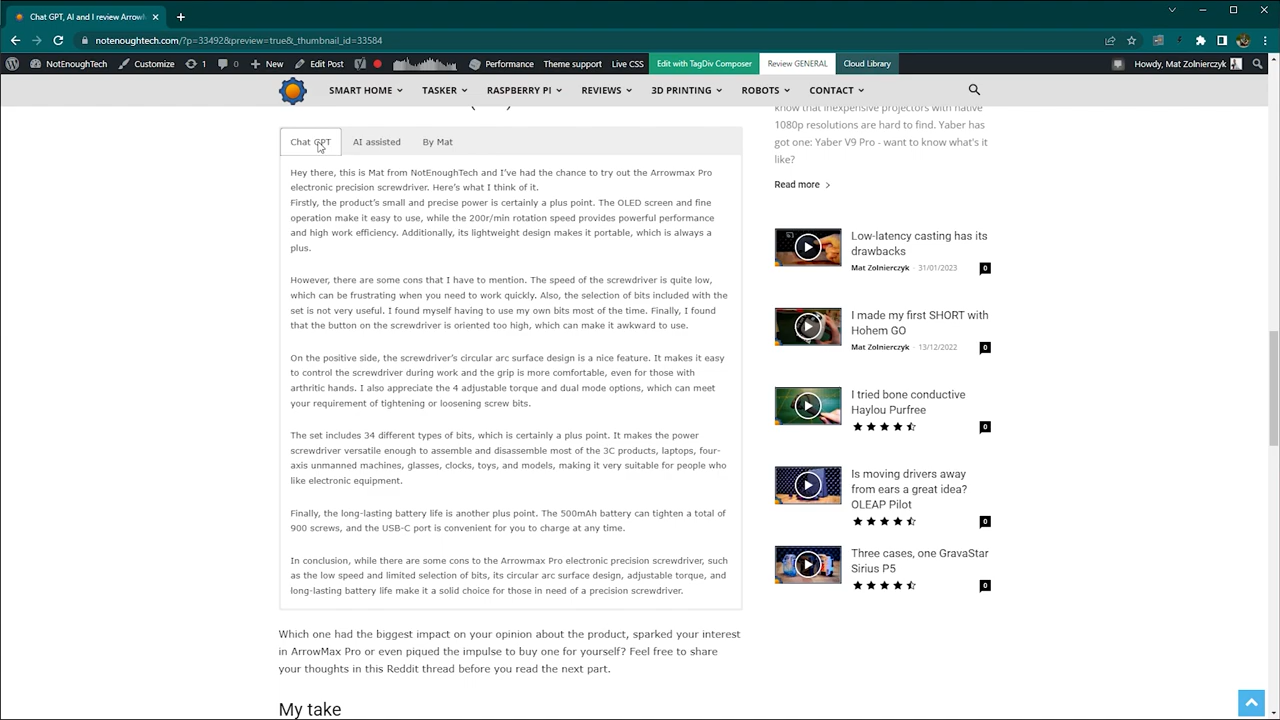 Chat GPT, AI and I review Arrow
notenoughtech.com/?p=33492&preview=true&_thumbnail_id=33584
NotEnoughTech
Customize
1
0
New
Edit Post
Performance
Theme support
Live CSS
Edit with TagDiv Composer
Review GENERAL
Cloud Library
Howdy, Mat Zolnierczyk
SMART HOME
TASKER
RASPBERRY PI
REVIEWS
3D PRINTING
ROBOTS
CONTACT
Chat GPT
AI assisted
By Mat
Hey there, this is Mat from NotEnoughTech and I've had the chance to try out the Arrowmax Pro
electronic precision screwdriver. Here's what I think of it.
Firstly, the product's small and precise power is certainly a plus point. The OLED screen and fine
operation make it easy to use, while the 200r/min rotation speed provides powerful performance
and high work efficiency. Additionally, its lightweight design makes it portable, which is always a
plus.
However, there are some cons that I have to mention. The speed of the screwdriver is quite low,
which can be frustrating when you need to work quickly. Also, the selection of bits included with the
set is not very useful. I found myself having to use my own bits most of the time. Finally, I found
that the button on the screwdriver is oriented too high, which can make it awkward to use.
On the positive side, the screwdriver's circular arc surface design is a nice feature. It makes it easy
to control the screwdriver during work and the grip is more comfortable, even for those with
arthritic hands. I also appreciate the 4 adjustable torque and dual mode options, which can meet
your requirement of tightening or loosening screw bits.
The set includes 34 different types of bits, which is certainly a plus point. It makes the power
screwdriver versatile enough to assemble and disassemble most of the 3C products, laptops, four-
axis unmanned machines, glasses, clocks, toys, and models, making it very suitable for people who
like electronic equipment.
Finally, the long-lasting battery life is another plus point. The 500mAh battery can tighten a total of
900 screws, and the USB-C port is convenient for you to charge at any time.
In conclusion, while there are some cons to the Arrowmax Pro electronic precision screwdriver, such
as the low speed and limited selection of bits, its circular arc surface design, adjustable torque, and
long-lasting battery life make it a solid choice for those in need of a precision screwdriver.
Which one had the biggest impact on your opinion about the product, sparked your interest
in ArrowMax Pro or even piqued the impulse to buy one for yourself? Feel free to share
your thoughts in this Reddit thread before you read the next part.
My take
know that inexpensive projectors with native
1080p resolutions are hard to find. Yaber has
got one: Yaber V9 Pro - want to know what's it
like?
Read more
Low-latency casting has its
drawbacks
Mat Zolnierczyk - 31/01/2023
0
I made my first SHORT with
Hohem GO
Mat Zolnierczyk - 13/12/2022
0
I tried bone conductive
Haylou Purfree
0
Is moving drivers away
from ears a great idea?
OLEAP Pilot
0
Three cases, one GravaStar
Sirius P5
0